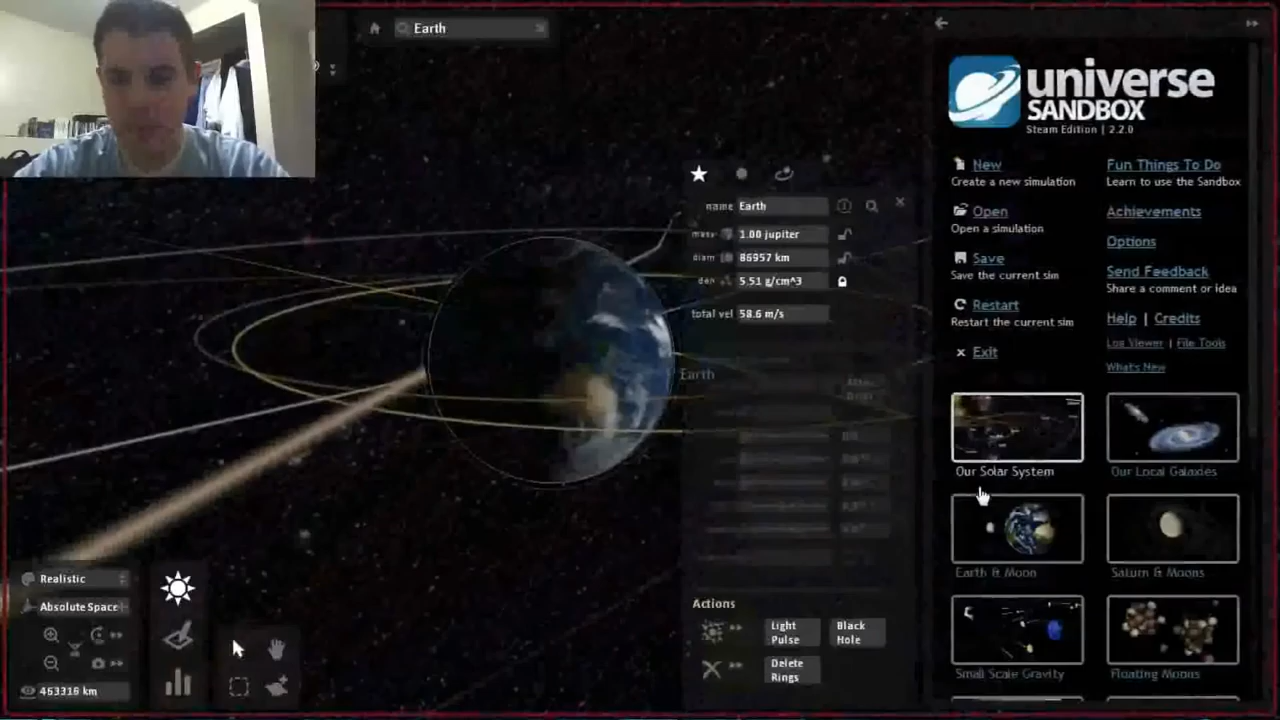 Earth
universe
SANDBOX
Steam Edition | 2.2.0
New
Create a new simulation
Open
Open a simulation
Save
Save the current sim
Restart
Restart the current sim
Exit
Fun Things To Do
Learn to use the Sandbox
Achievements
Options
Send Feedback
Share a comment or idea
Help | Credits
Log Viewer | File Tools
What's New
Our Solar System
Our Local Galaxies
Earth & Moon
Saturn & Moons
Small Scale Gravity
Floating Moons
name Earth
mass 1.00 jupiter
diam 86957 km
den 5.51 g/cm^3
total vel 58.6 m/s
Earth
Actions
Light Pulse
Black Hole
Delete Rings
Realistic
Absolute Space
463316 km